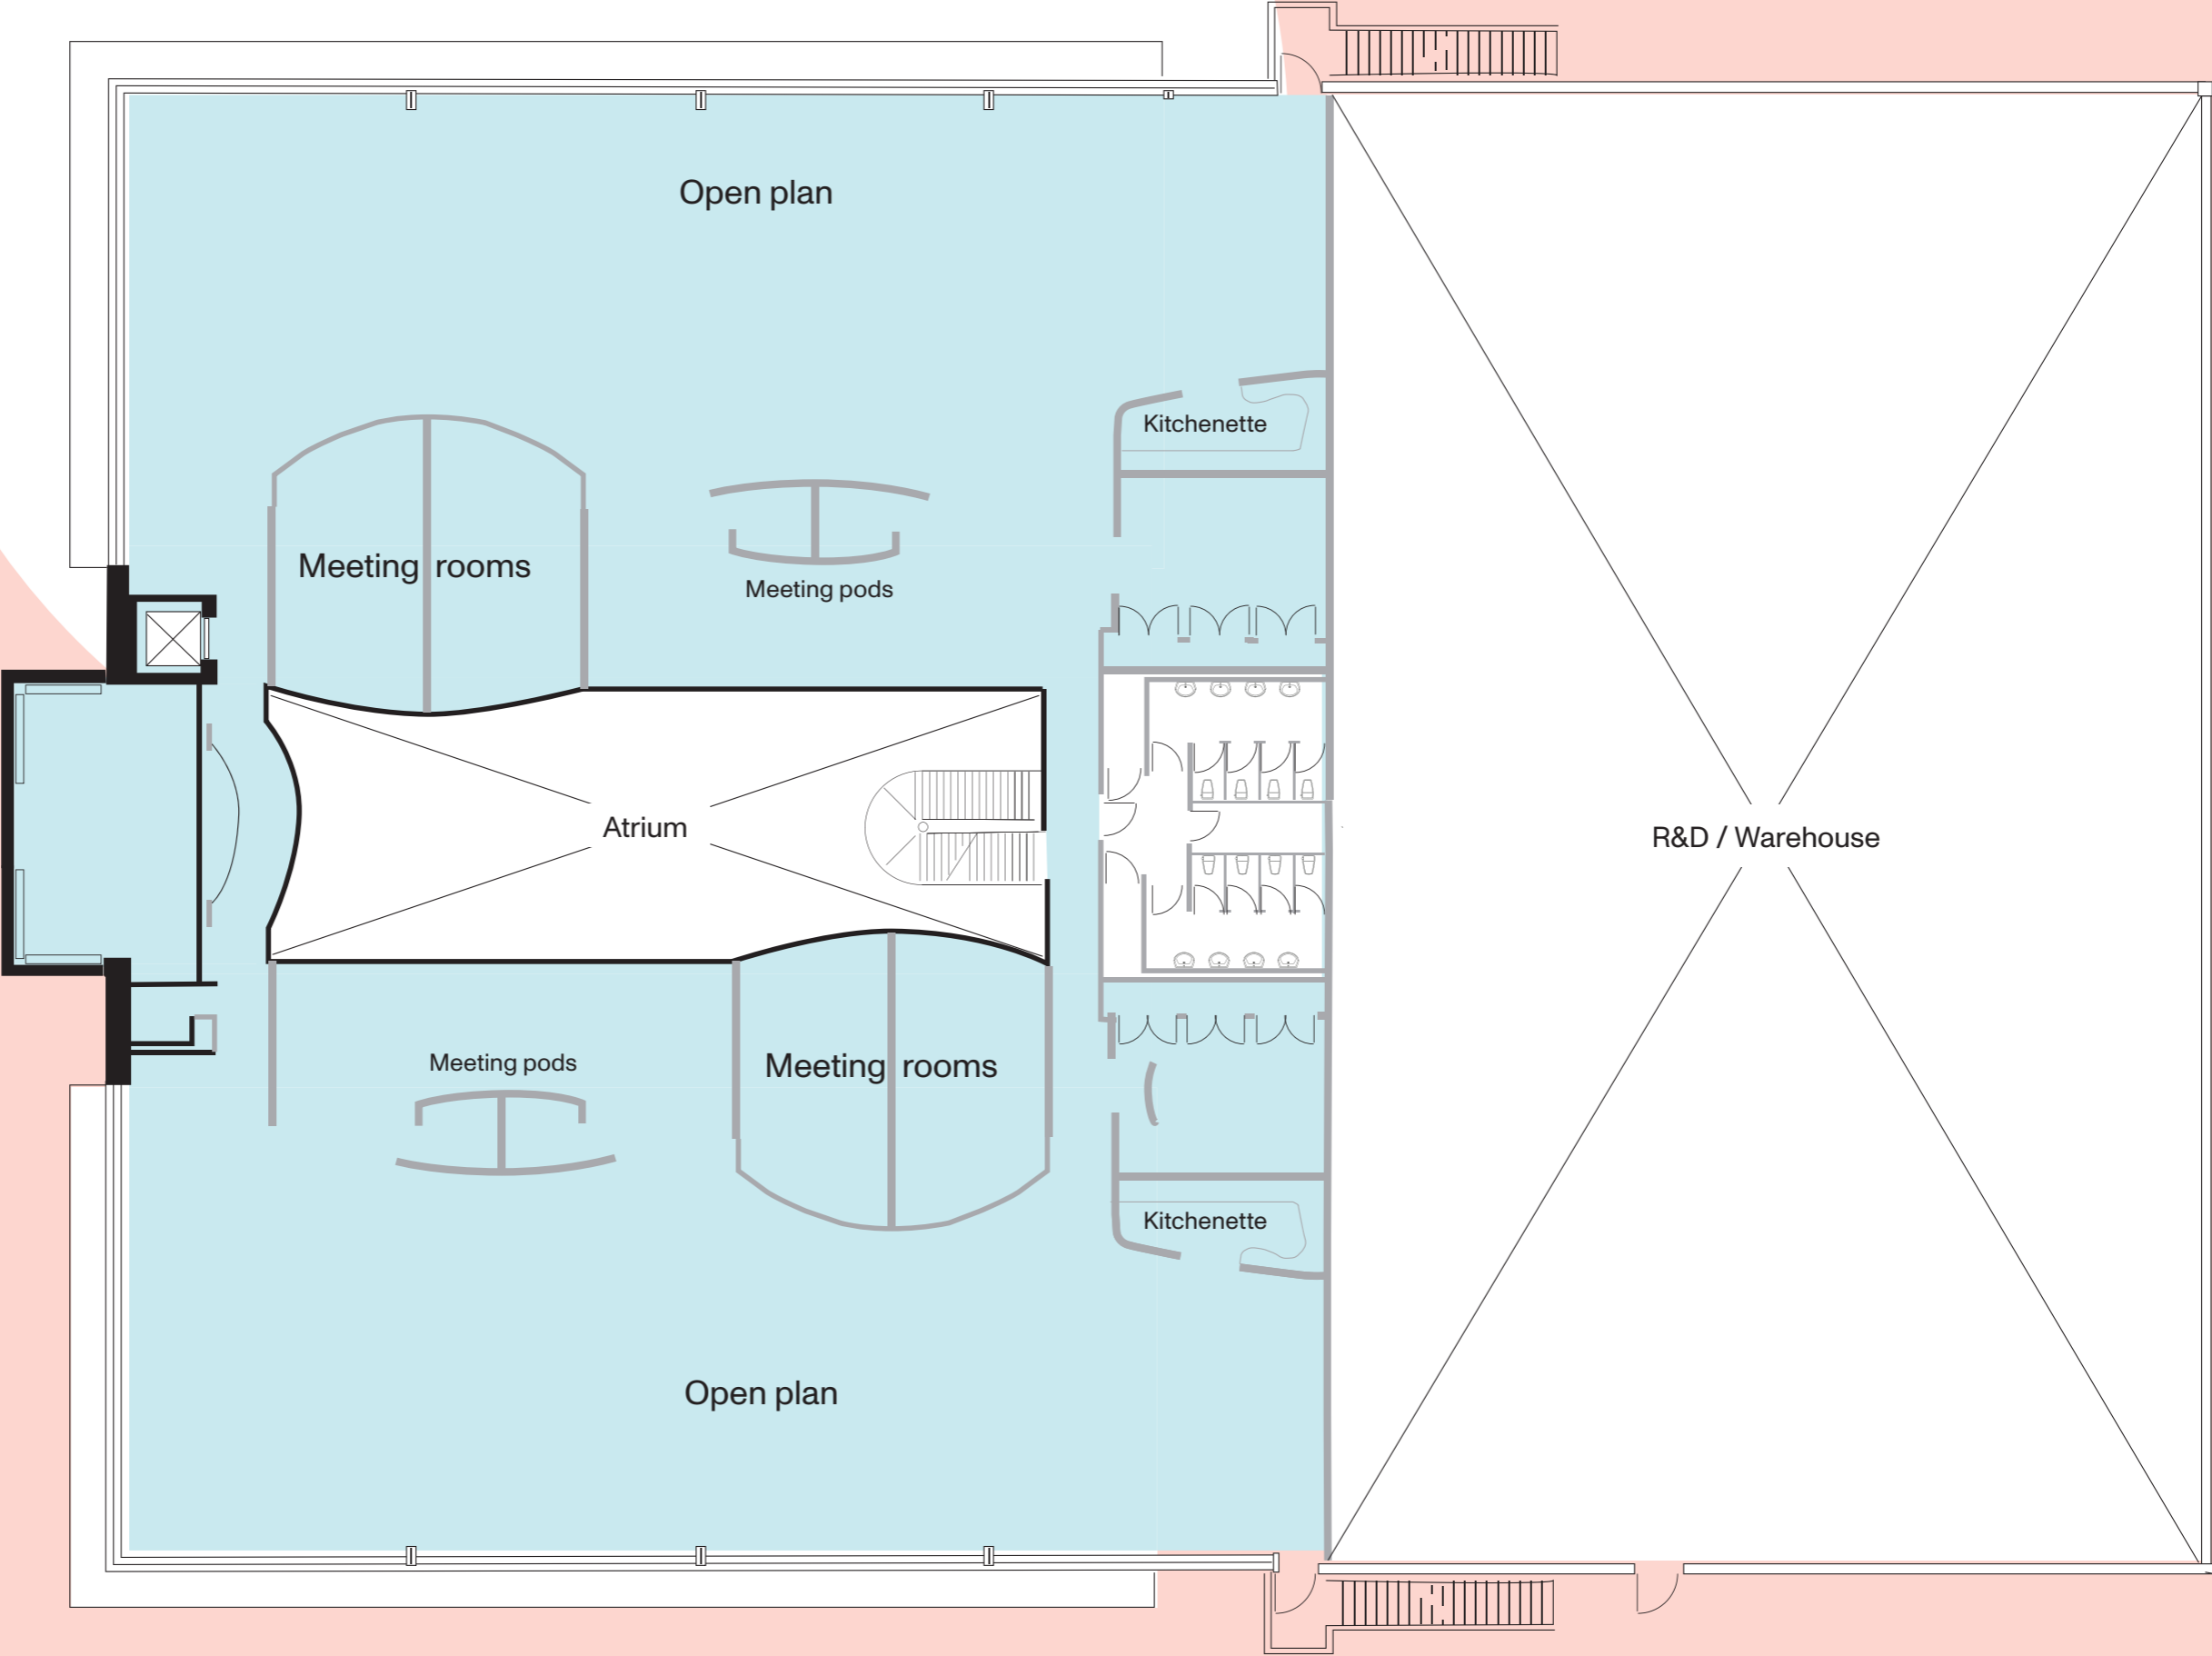 Open plan
Kitchenette
Meeting rooms
Meeting pods
Atrium
R&D / Warehouse
Meeting pods
Meeting rooms
Kitchenette
Open plan